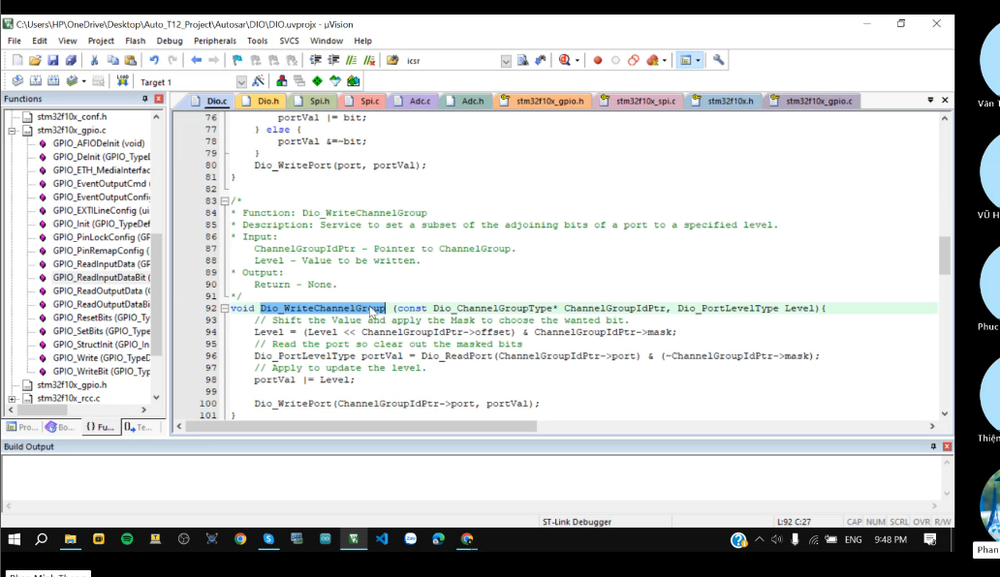 C:\Users\HP\OneDrive\Desktop\Auto_T12_Project\Autosar\DIO\DIO.uvprojx - µVision
File Edit View Project Flash Debug Peripherals Tools SVCS Window Help
icsr
LOAD Target 1
Functions
Dio.c Dio.h Spi.h Spi.c Adc.c Adc.h stm32f10x_gpio.h stm32f10x_spi.c stm32f10x.h stm32f10x_gpio.c
stm32f10x_conf.h
stm32f10x_gpio.c
GPIO_AFIODeInit (void)
GPIO_DeInit (GPIO_TypeI
GPIO_ETH_MediaInterfac
GPIO_EventOutputCmd (
GPIO_EventOutputConfi
GPIO_EXTILineConfig (ui
GPIO_Init (GPIO_TypeDef
GPIO_PinLockConfig (GF
GPIO_PinRemapConfig (
GPIO_ReadInputData (GF
GPIO_ReadInputDataBit (
GPIO_ReadOutputData (
GPIO_ReadOutputDataBi
GPIO_ResetBits (GPIO_Ty
GPIO_SetBits (GPIO_Type
GPIO_StructInit (GPIO_In
GPIO_Write (GPIO_TypeD
GPIO_WriteBit (GPIO_Typ
stm32f10x_gpio.h
stm32f10x_rcc.c
Pro... Bo... {} Fu... Te...
76 portVal |= bit;
77 } else {
78 portVal &=~bit;
79 }
80 Dio_WritePort(port, portVal);
81 }
82
83 /*
84 * Function: Dio_WriteChannelGroup
85 * Description: Service to set a subset of the adjoining bits of a port to a specified level.
86 * Input:
87 ChannelGroupIdPtr - Pointer to ChannelGroup.
88 Level - Value to be written.
89 * Output:
90 Return - None.
91 */
92 void Dio_WriteChannelGroup (const Dio_ChannelGroupType* ChannelGroupIdPtr, Dio_PortLevelType Level){
93 // Shift the Value and apply the Mask to choose the wanted bit.
94 Level = (Level << ChannelGroupIdPtr->offset) & ChannelGroupIdPtr->mask;
95 // Read the port so clear out the masked bits
96 Dio_PortLevelType portVal = Dio_ReadPort(ChannelGroupIdPtr->port) & (~ChannelGroupIdPtr->mask);
97 // Apply to update the level.
98 portVal |= Level;
99
100 Dio_WritePort(ChannelGroupIdPtr->port, portVal);
101 }
Build Output
ST-Link Debugger L:92 C:27 CAP NUM SCRL OVR R/W
ENG 9:48 PM
Văn T
VŨ H
Phuc
Thiện
Phan